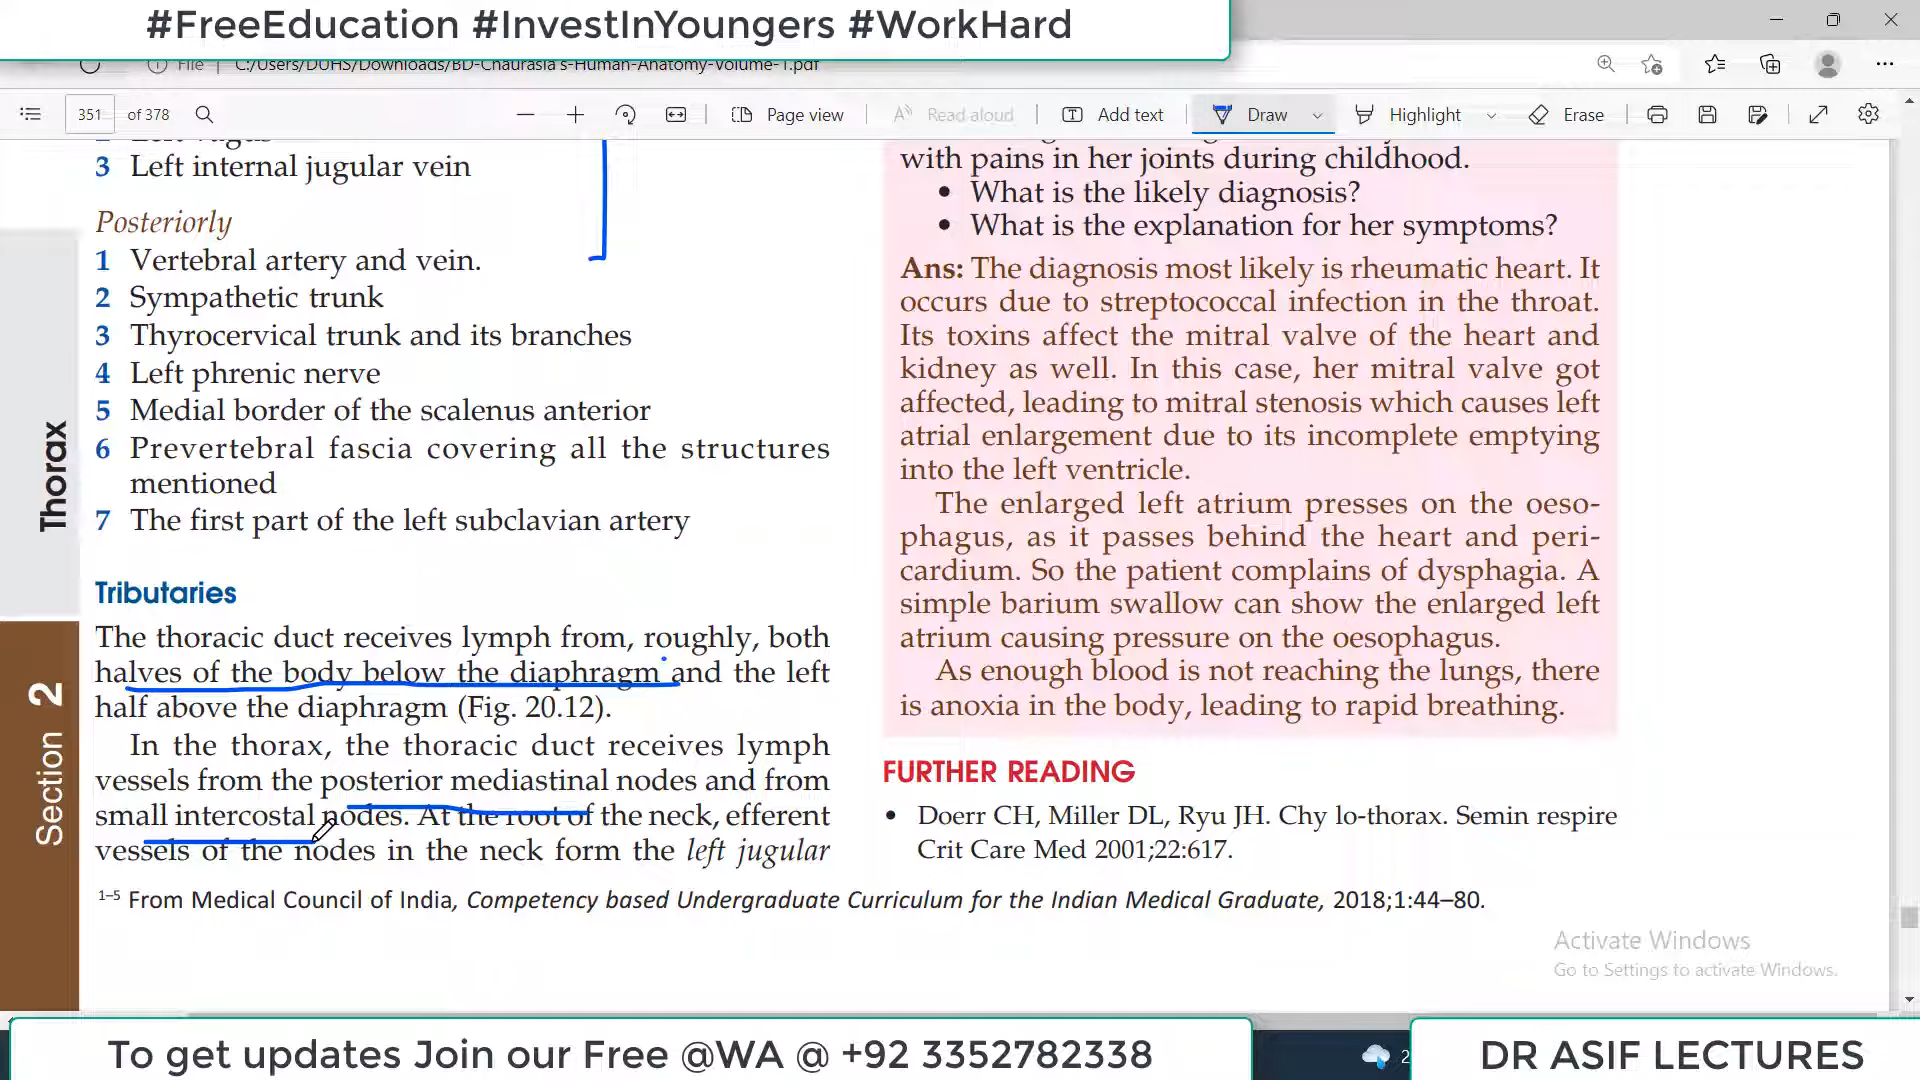 #FreeEducation #InvestInYoungers #WorkHard
File C:/Users/DUHS/Downloads/BD-Chaurasia s-Human-Anatomy-Volume-1.pdf
351 of 378 Page view Read aloud Add text Draw Highlight Erase
2 Left vagus
3 Left internal jugular vein
Posteriorly
1 Vertebral artery and vein.
2 Sympathetic trunk
3 Thyrocervical trunk and its branches
4 Left phrenic nerve
5 Medial border of the scalenus anterior
6 Prevertebral fascia covering all the structures
mentioned
7 The first part of the left subclavian artery
Tributaries
The thoracic duct receives lymph from, roughly, both
halves of the body below the diaphragm and the left
half above the diaphragm (Fig. 20.12).
In the thorax, the thoracic duct receives lymph
vessels from the posterior mediastinal nodes and from
small intercostal nodes. At the root of the neck, efferent
vessels of the nodes in the neck form the left jugular
Thorax
Section 2
with pains in her joints during childhood.
• What is the likely diagnosis?
• What is the explanation for her symptoms?
Ans: The diagnosis most likely is rheumatic heart. It
occurs due to streptococcal infection in the throat.
Its toxins affect the mitral valve of the heart and
kidney as well. In this case, her mitral valve got
affected, leading to mitral stenosis which causes left
atrial enlargement due to its incomplete emptying
into the left ventricle.
The enlarged left atrium presses on the oeso-
phagus, as it passes behind the heart and peri-
cardium. So the patient complains of dysphagia. A
simple barium swallow can show the enlarged left
atrium causing pressure on the oesophagus.
As enough blood is not reaching the lungs, there
is anoxia in the body, leading to rapid breathing.
FURTHER READING
• Doerr CH, Miller DL, Ryu JH. Chy lo-thorax. Semin respire
Crit Care Med 2001;22:617.
1–5 From Medical Council of India, Competency based Undergraduate Curriculum for the Indian Medical Graduate, 2018;1:44–80.
Activate Windows
Go to Settings to activate Windows.
To get updates Join our Free @WA @ +92 3352782338
2
DR ASIF LECTURES